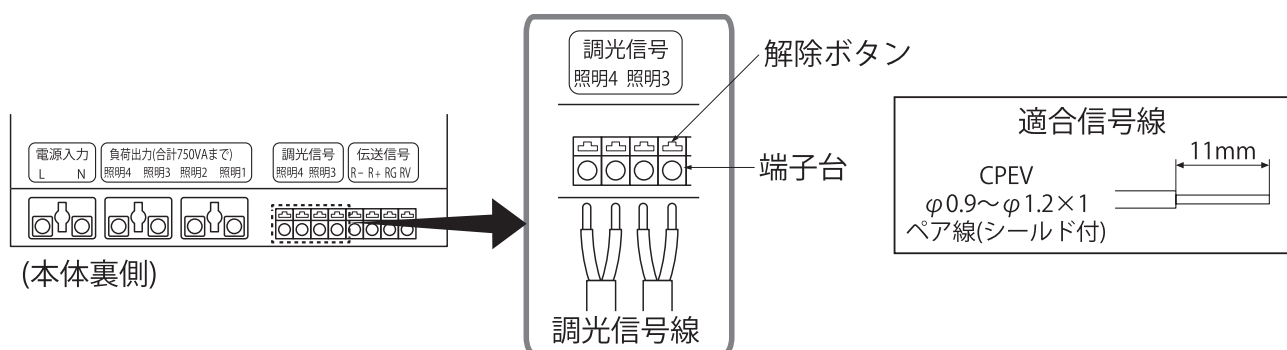 電源入力
L N
負荷出力(合計750VAまで)
照明4 照明3 照明2 照明1
調光信号
照明4 照明3
伝送信号
R− R+ RG RV
(本体裏側)
調光信号
照明4 照明3
解除ボタン
端子台
調光信号線
適合信号線
11mm
CPEV
φ0.9〜φ1.2×1
ペア線(シールド付)